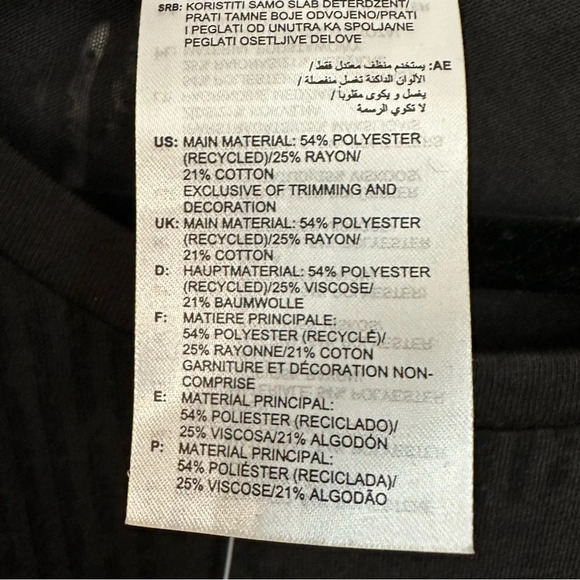 SRB: KORISTITI SAMO SLAB DETERDŽENT/
PRATI TAMNE BOJE ODVOJENO/PRATI
I PEGLATI OD UNUTRA KA SPOLJA/NE
PEGLATI OSETLJIVE DELOVE
AE: يستخدم منظف معتدل فقط /
الألوان الداكنة تغسل منفصلة /
يغسل و يكوى مقلوباً /
لا تكوي الرسمة
US: MAIN MATERIAL: 54% POLYESTER
(RECYCLED)/25% RAYON/
21% COTTON
EXCLUSIVE OF TRIMMING AND
DECORATION
UK: MAIN MATERIAL: 54% POLYESTER
(RECYCLED)/25% RAYON/
21% COTTON
D: HAUPTMATERIAL: 54% POLYESTER
(RECYCLED)/25% VISCOSE/
21% BAUMWOLLE
F: MATIERE PRINCIPALE:
54% POLYESTER (RECYCLÉ)/
25% RAYONNE/21% COTON
GARNITURE ET DÉCORATION NON-
COMPRISE
E: MATERIAL PRINCIPAL:
54% POLIESTER (RECICLADO)/
25% VISCOSA/21% ALGODÓN
P: MATERIAL PRINCIPAL:
54% POLIÉSTER (RECICLADA)/
25% VISCOSE/21% ALGODÃO